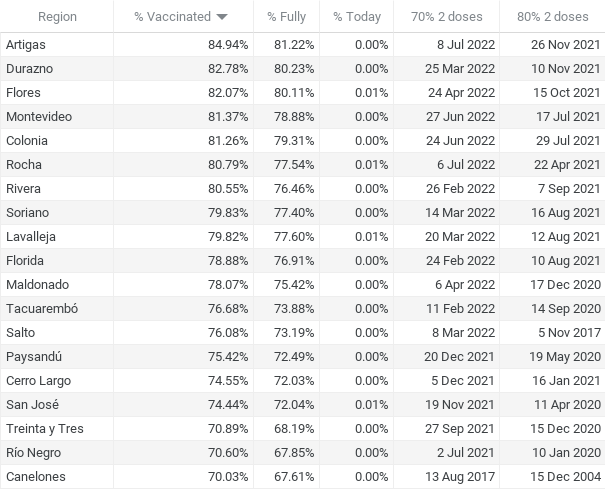 Region % Vaccinated % Fully % Today 70% 2 doses 80% 2 doses
Artigas 84.94% 81.22% 0.00% 8 Jul 2022 26 Nov 2021
Durazno 82.78% 80.23% 0.00% 25 Mar 2022 10 Nov 2021
Flores 82.07% 80.11% 0.01% 24 Apr 2022 15 Oct 2021
Montevideo 81.37% 78.88% 0.00% 27 Jun 2022 17 Jul 2021
Colonia 81.26% 79.31% 0.00% 24 Jun 2022 29 Jul 2021
Rocha 80.79% 77.54% 0.01% 6 Jul 2022 22 Apr 2021
Rivera 80.55% 76.46% 0.00% 26 Feb 2022 7 Sep 2021
Soriano 79.83% 77.40% 0.00% 14 Mar 2022 16 Aug 2021
Lavalleja 79.82% 77.60% 0.01% 20 Mar 2022 12 Aug 2021
Florida 78.88% 76.91% 0.00% 24 Feb 2022 10 Aug 2021
Maldonado 78.07% 75.42% 0.00% 6 Apr 2022 17 Dec 2020
Tacuarembó 76.68% 73.88% 0.00% 11 Feb 2022 14 Sep 2020
Salto 76.08% 73.19% 0.00% 8 Mar 2022 5 Nov 2017
Paysandú 75.42% 72.49% 0.00% 20 Dec 2021 19 May 2020
Cerro Largo 74.55% 72.03% 0.00% 5 Dec 2021 16 Jan 2021
San José 74.44% 72.04% 0.01% 19 Nov 2021 11 Apr 2020
Treinta y Tres 70.89% 68.19% 0.00% 27 Sep 2021 15 Dec 2020
Río Negro 70.60% 67.85% 0.00% 2 Jul 2021 10 Jan 2020
Canelones 70.03% 67.61% 0.00% 13 Aug 2017 15 Dec 2004